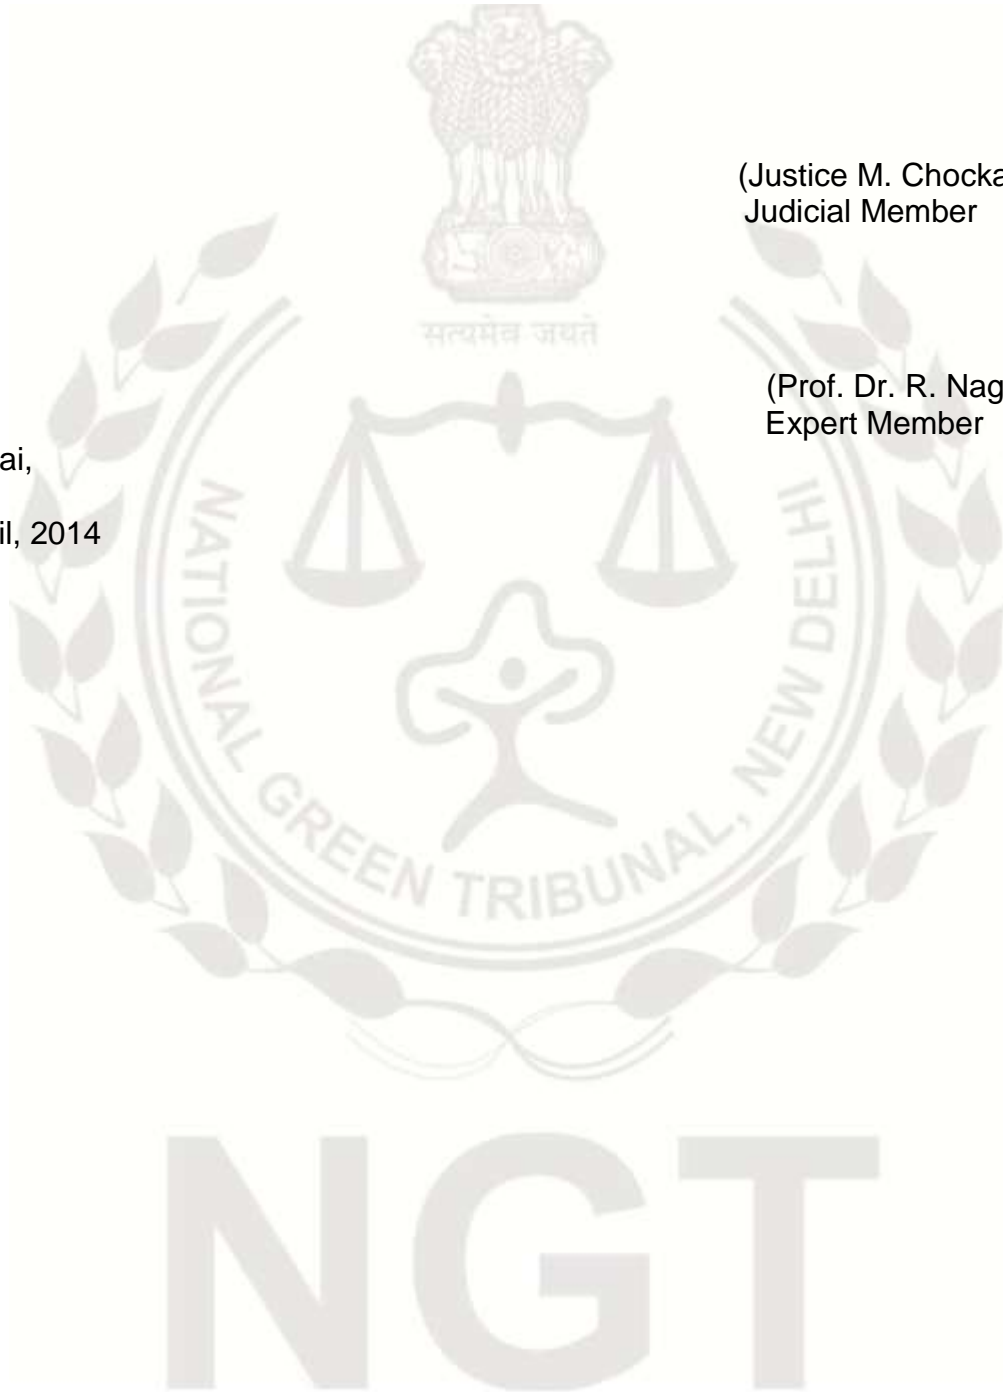 सत्यमेव जयते
(Justice M. Chocka
Judicial Member
(Prof. Dr. R. Nag
Expert Member
ai,
il, 2014
NATIONAL GREEN TRIBUNAL, NEW DELHI
NGT